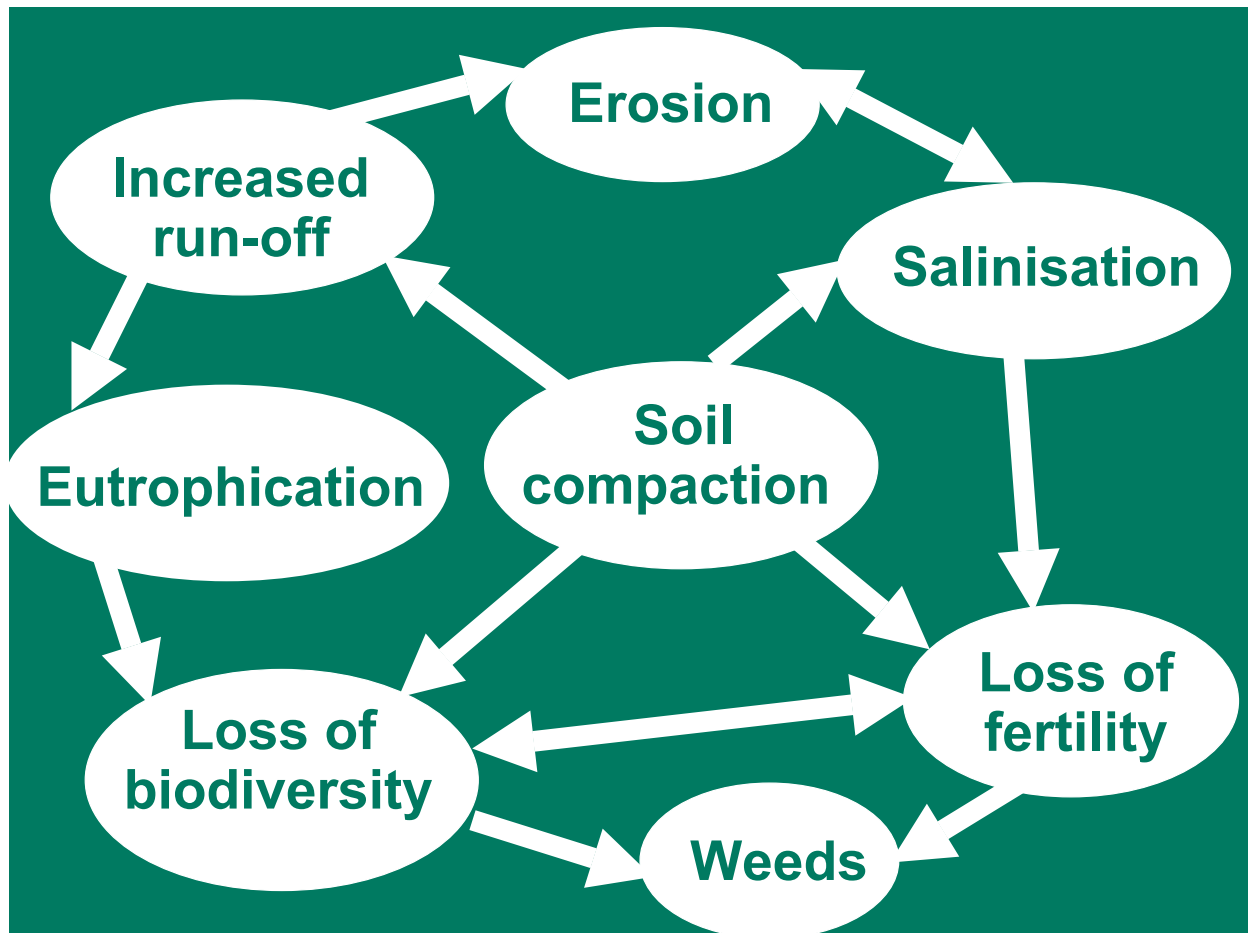 Erosion
Increased
run-off
Salinisation
Soil
compaction
Eutrophication
Loss of
fertility
Loss of
biodiversity
Weeds